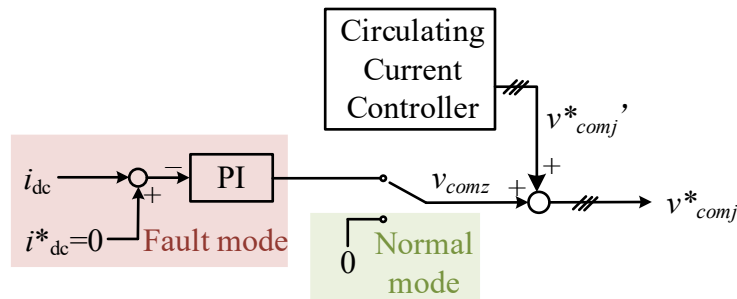 Circulating
Current
Controller
v*comj’
+
idc
−
PI
vcomz
+
v*comj
+
i*dc=0
Fault mode
0
Normal
mode